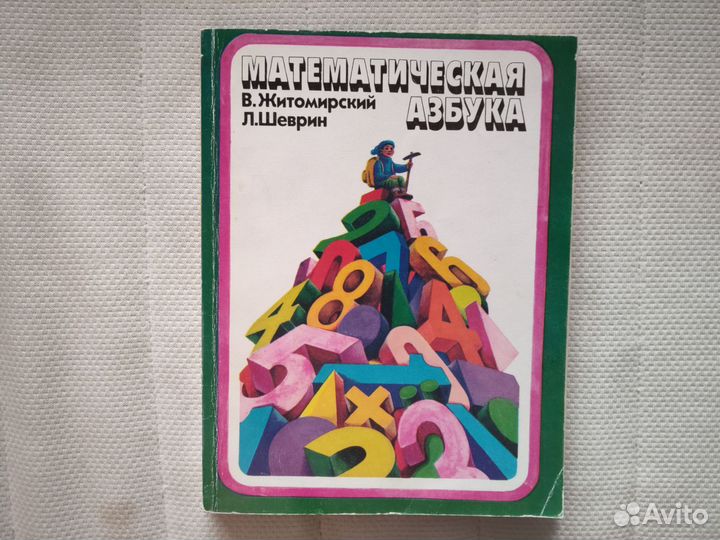 МАТЕМАТИЧЕСКАЯ
В. Житомирский АЗБУКА
Л. Шеврин
Avito